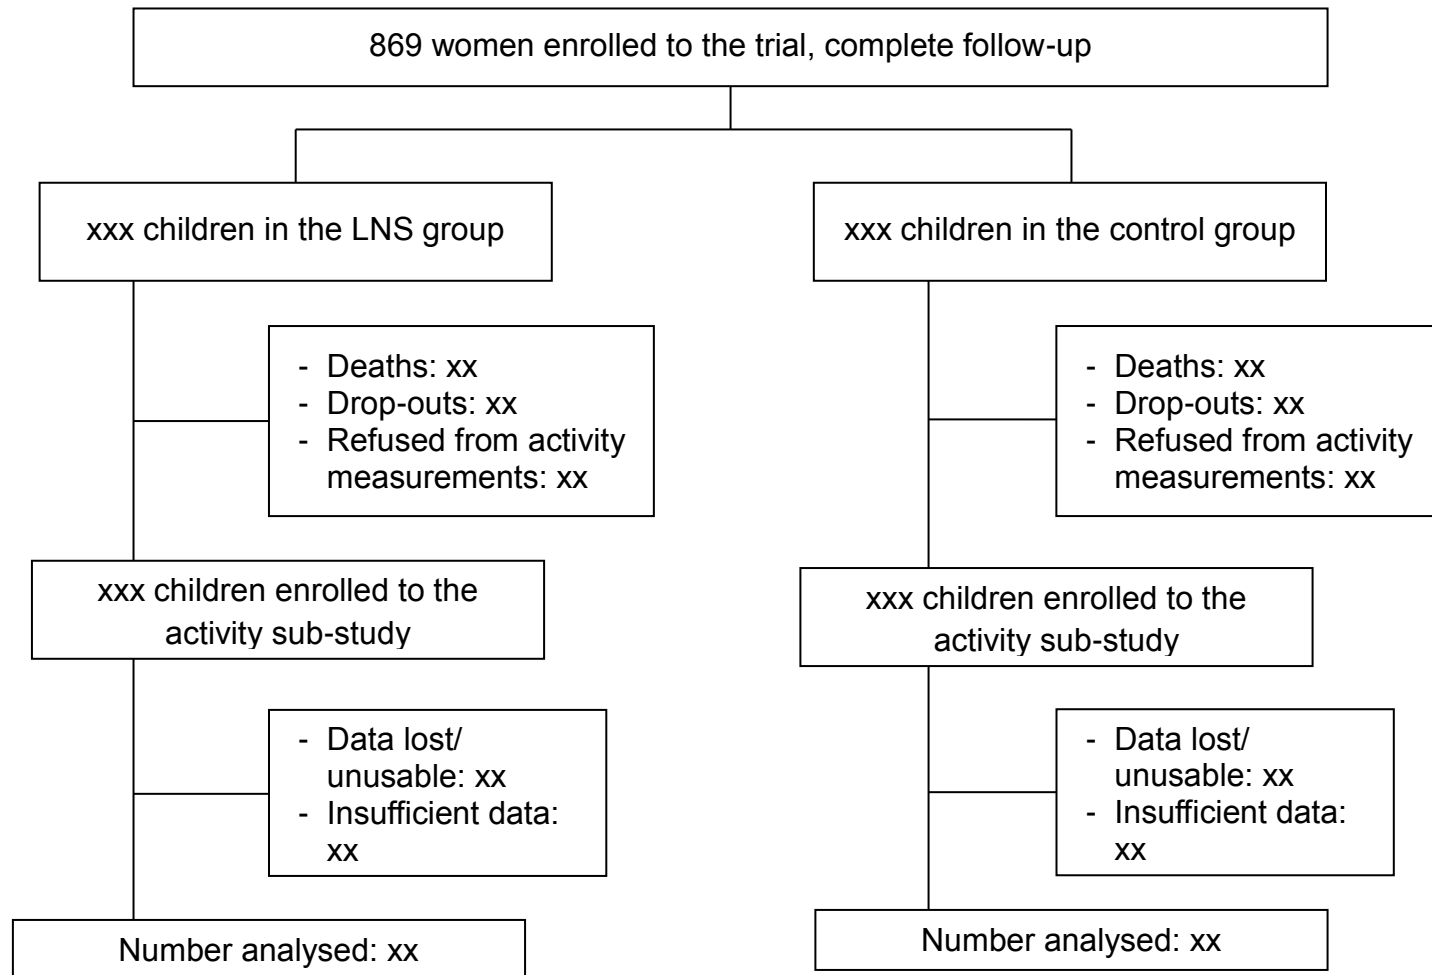 869 women enrolled to the trial, complete follow-up
xxx children in the LNS group
xxx children in the control group
- Deaths: xx
- Drop-outs: xx
- Refused from activity
measurements: xx
- Deaths: xx
- Drop-outs: xx
- Refused from activity
measurements: xx
xxx children enrolled to the
activity sub-study
xxx children enrolled to the
activity sub-study
- Data lost/
unusable: xx
- Insufficient data:
xx
- Data lost/
unusable: xx
- Insufficient data:
xx
Number analysed: xx
Number analysed: xx